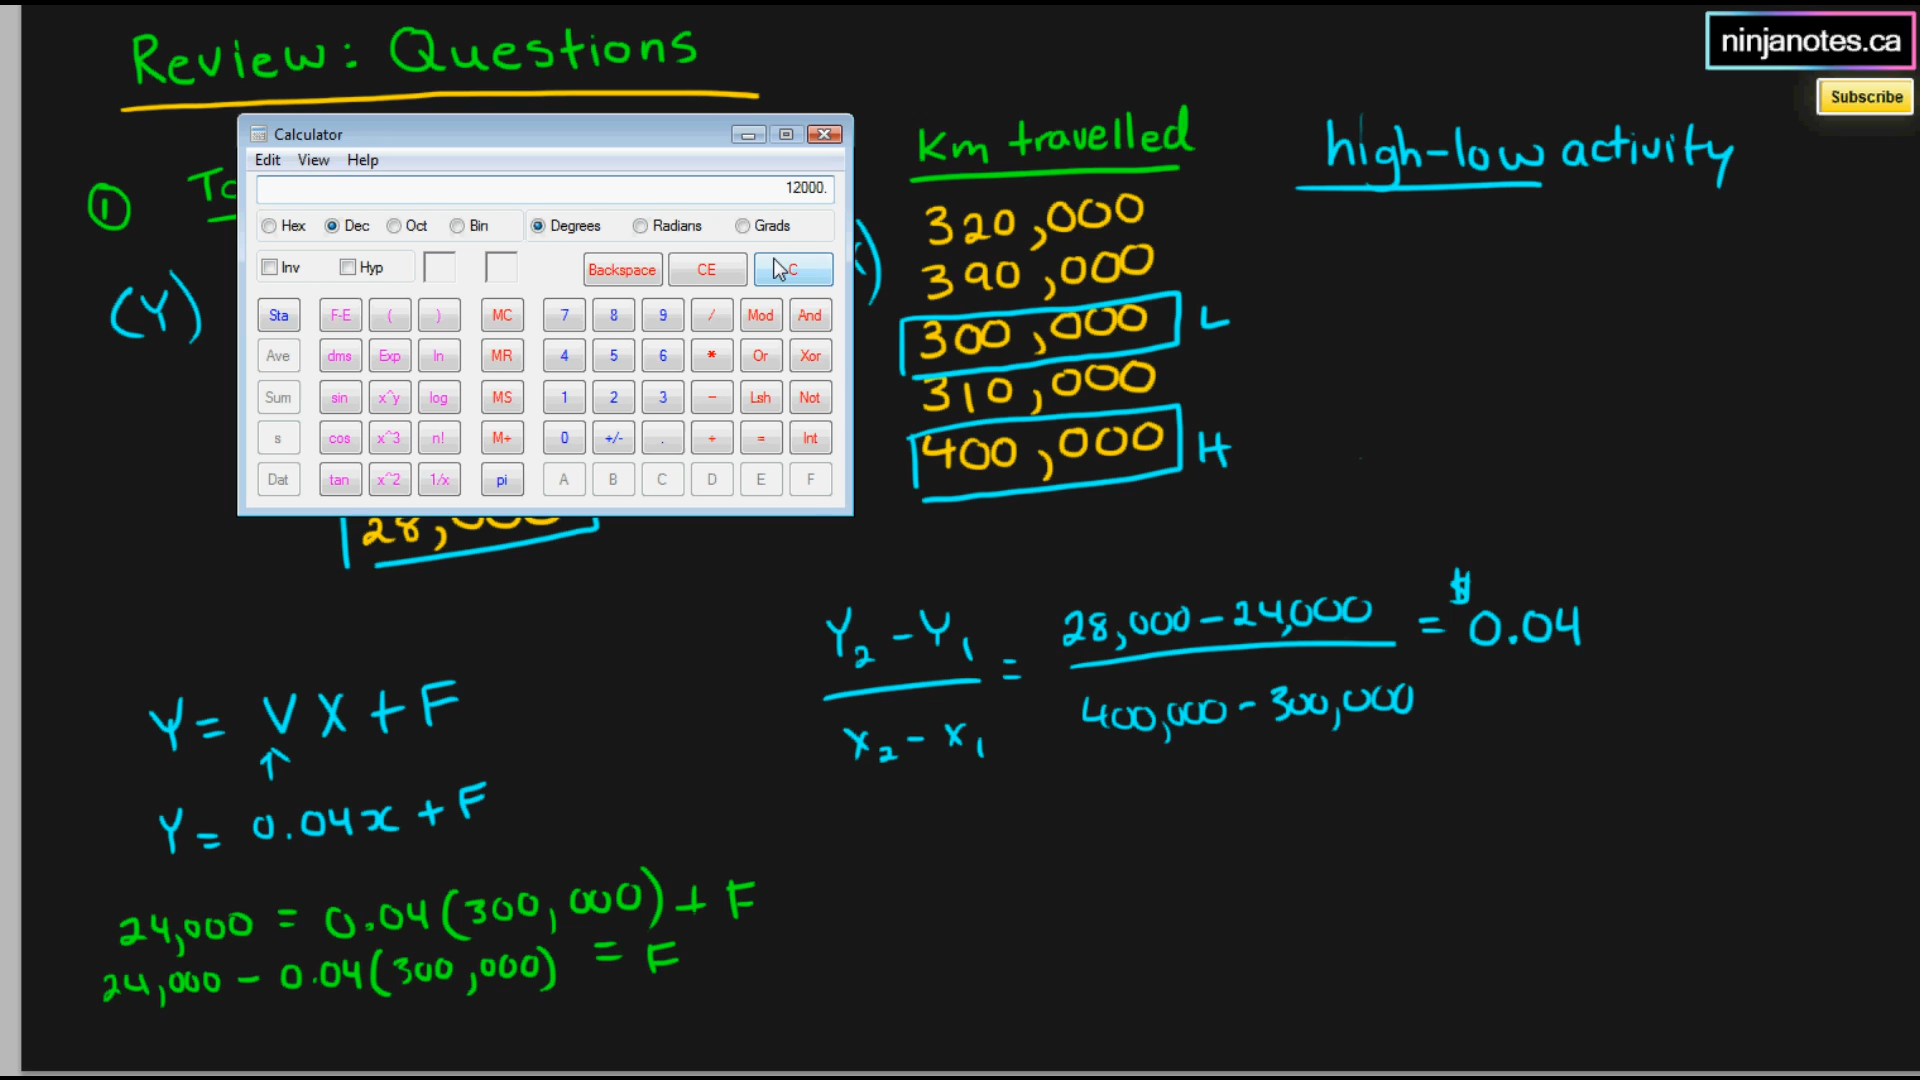 Review: Questions
ninjanotes.ca
Subscribe
Km travelled
high-low activity
Calculator
Edit View Help
12000.
Hex Dec Oct Bin Degrees Radians Grads
Inv Hyp Backspace CE C
Sta F-E ( ) MC 7 8 9 / Mod And
Ave dms Exp ln MR 4 5 6 * Or Xor
Sum sin x^y log MS 1 2 3 - Lsh Not
s cos x^3 n! M+ 0 +/- . + = Int
Dat tan x^2 1/x pi A B C D E F
①
(Y)
320,000
390,000
300,000 L
310,000
400,000 H
28,000
Y2 - Y1 / X2 - X1 = 28,000 - 24,000 / 400,000 - 300,000 = $0.04
Y = VX + F
↑
Y = 0.04x + F
24,000 = 0.04(300,000) + F
24,000 - 0.04(300,000) = F